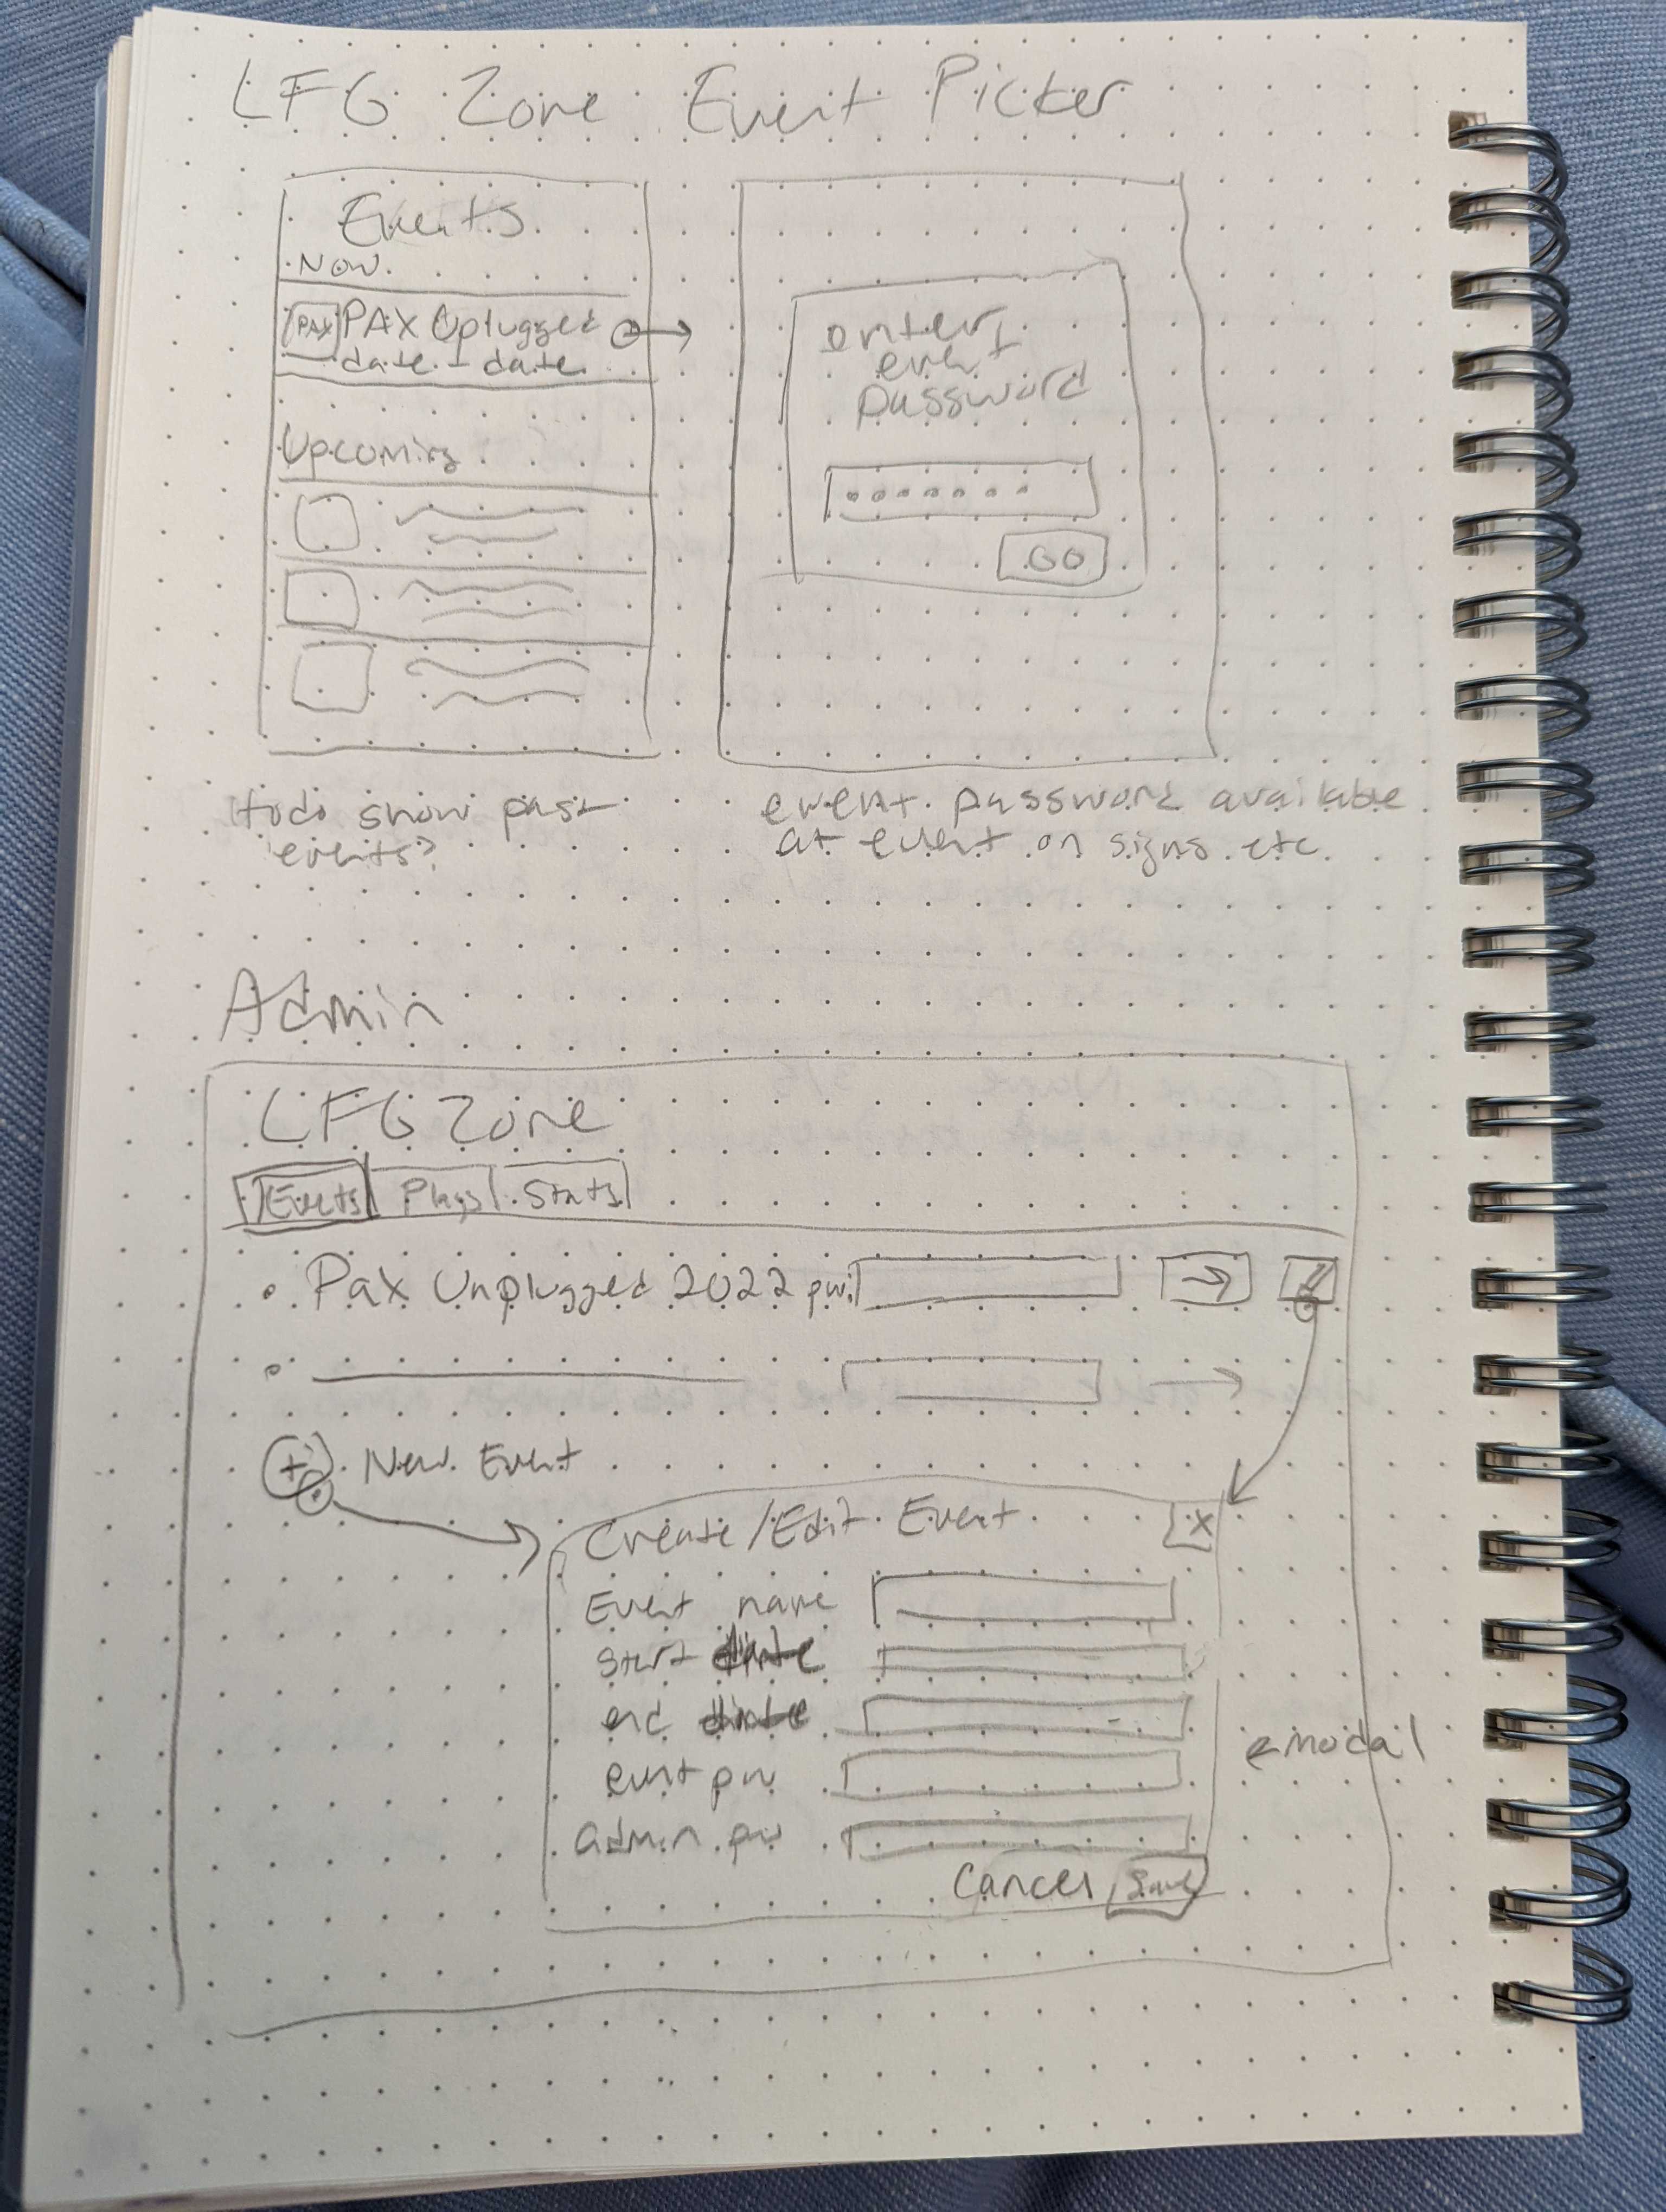 LFG Zone Event Picker
Events
Now
PAX
PAX Uplugged
date - date
Upcoming
enter
event
password
GO
todo show past
events?
event password available
at event on signs etc.
Admin
LFG Zone
Events Plays Stats
Pax Unplugged 2022 pw: →
+ New Event
Create/Edit Event X
Event name
start date
end date
event pw
admin pw
Cancel Save
← modal